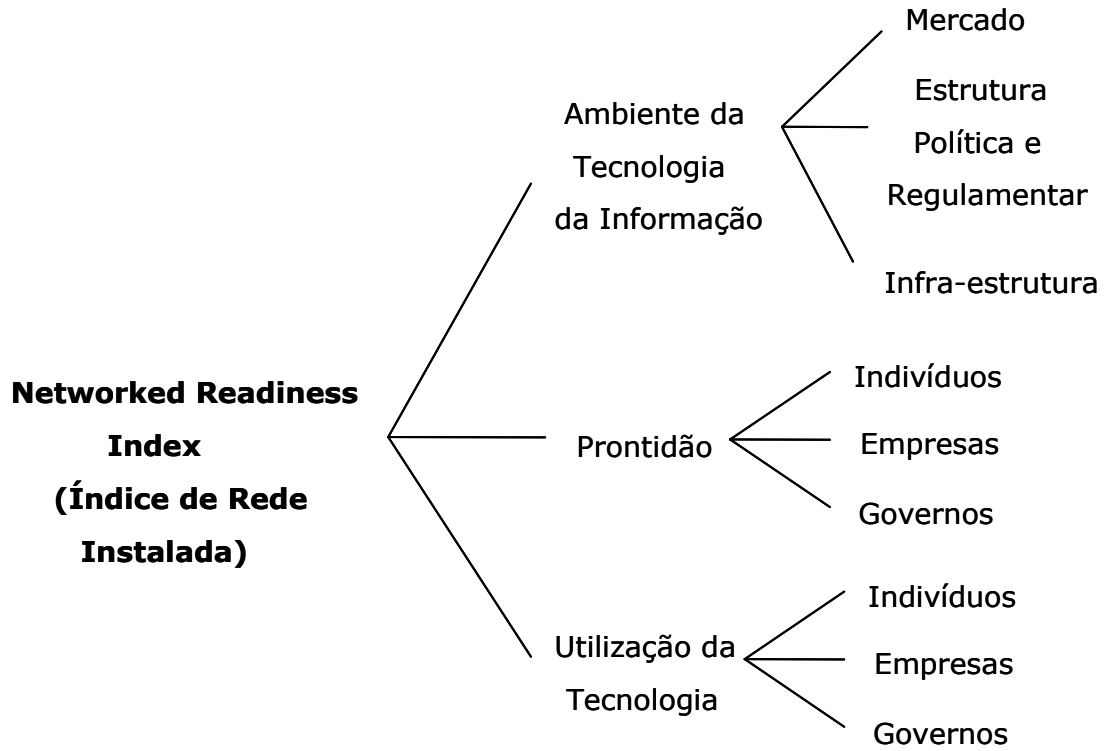 Networked Readiness
Index
(Índice de Rede
Instalada)
Ambiente da
Tecnologia
da Informação
Mercado
Estrutura
Política e
Regulamentar
Infra-estrutura
Prontidão
Indivíduos
Empresas
Governos
Utilização da
Tecnologia
Indivíduos
Empresas
Governos